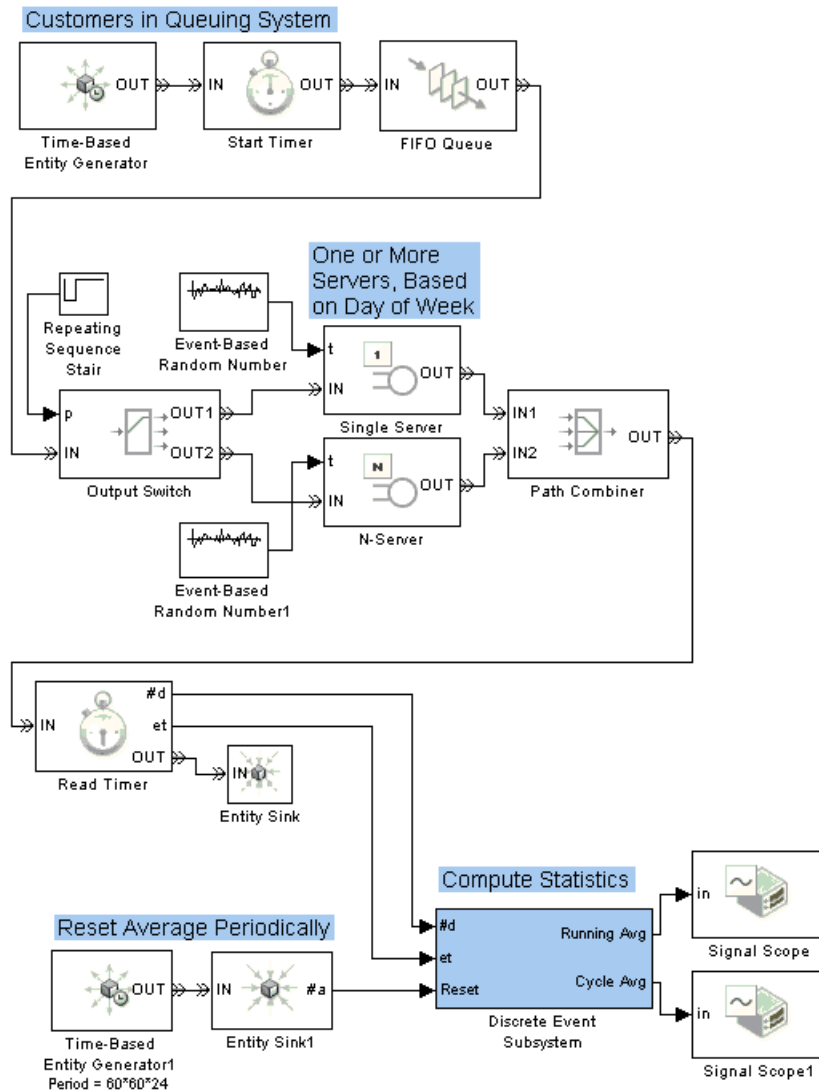 Customers in Queuing System
OUT
IN
OUT
IN
OUT
Time-Based
Entity Generator
Start Timer
FIFO Queue
One or More
Servers, Based
on Day of Week
Repeating
Sequence
Stair
Event-Based
Random Number
t
1
IN
OUT
Single Server
p
OUT1
IN
OUT2
Output Switch
t
N
IN
OUT
N-Server
IN1
OUT
IN2
Path Combiner
Event-Based
Random Number1
#d
IN
et
OUT
Read Timer
IN
Entity Sink
Compute Statistics
#d
Running Avg
et
Cycle Avg
Reset
Discrete Event
Subsystem
in
Signal Scope
in
Signal Scope1
Reset Average Periodically
OUT
IN
#a
Time-Based
Entity Generator1
Period = 60*60*24
Entity Sink1